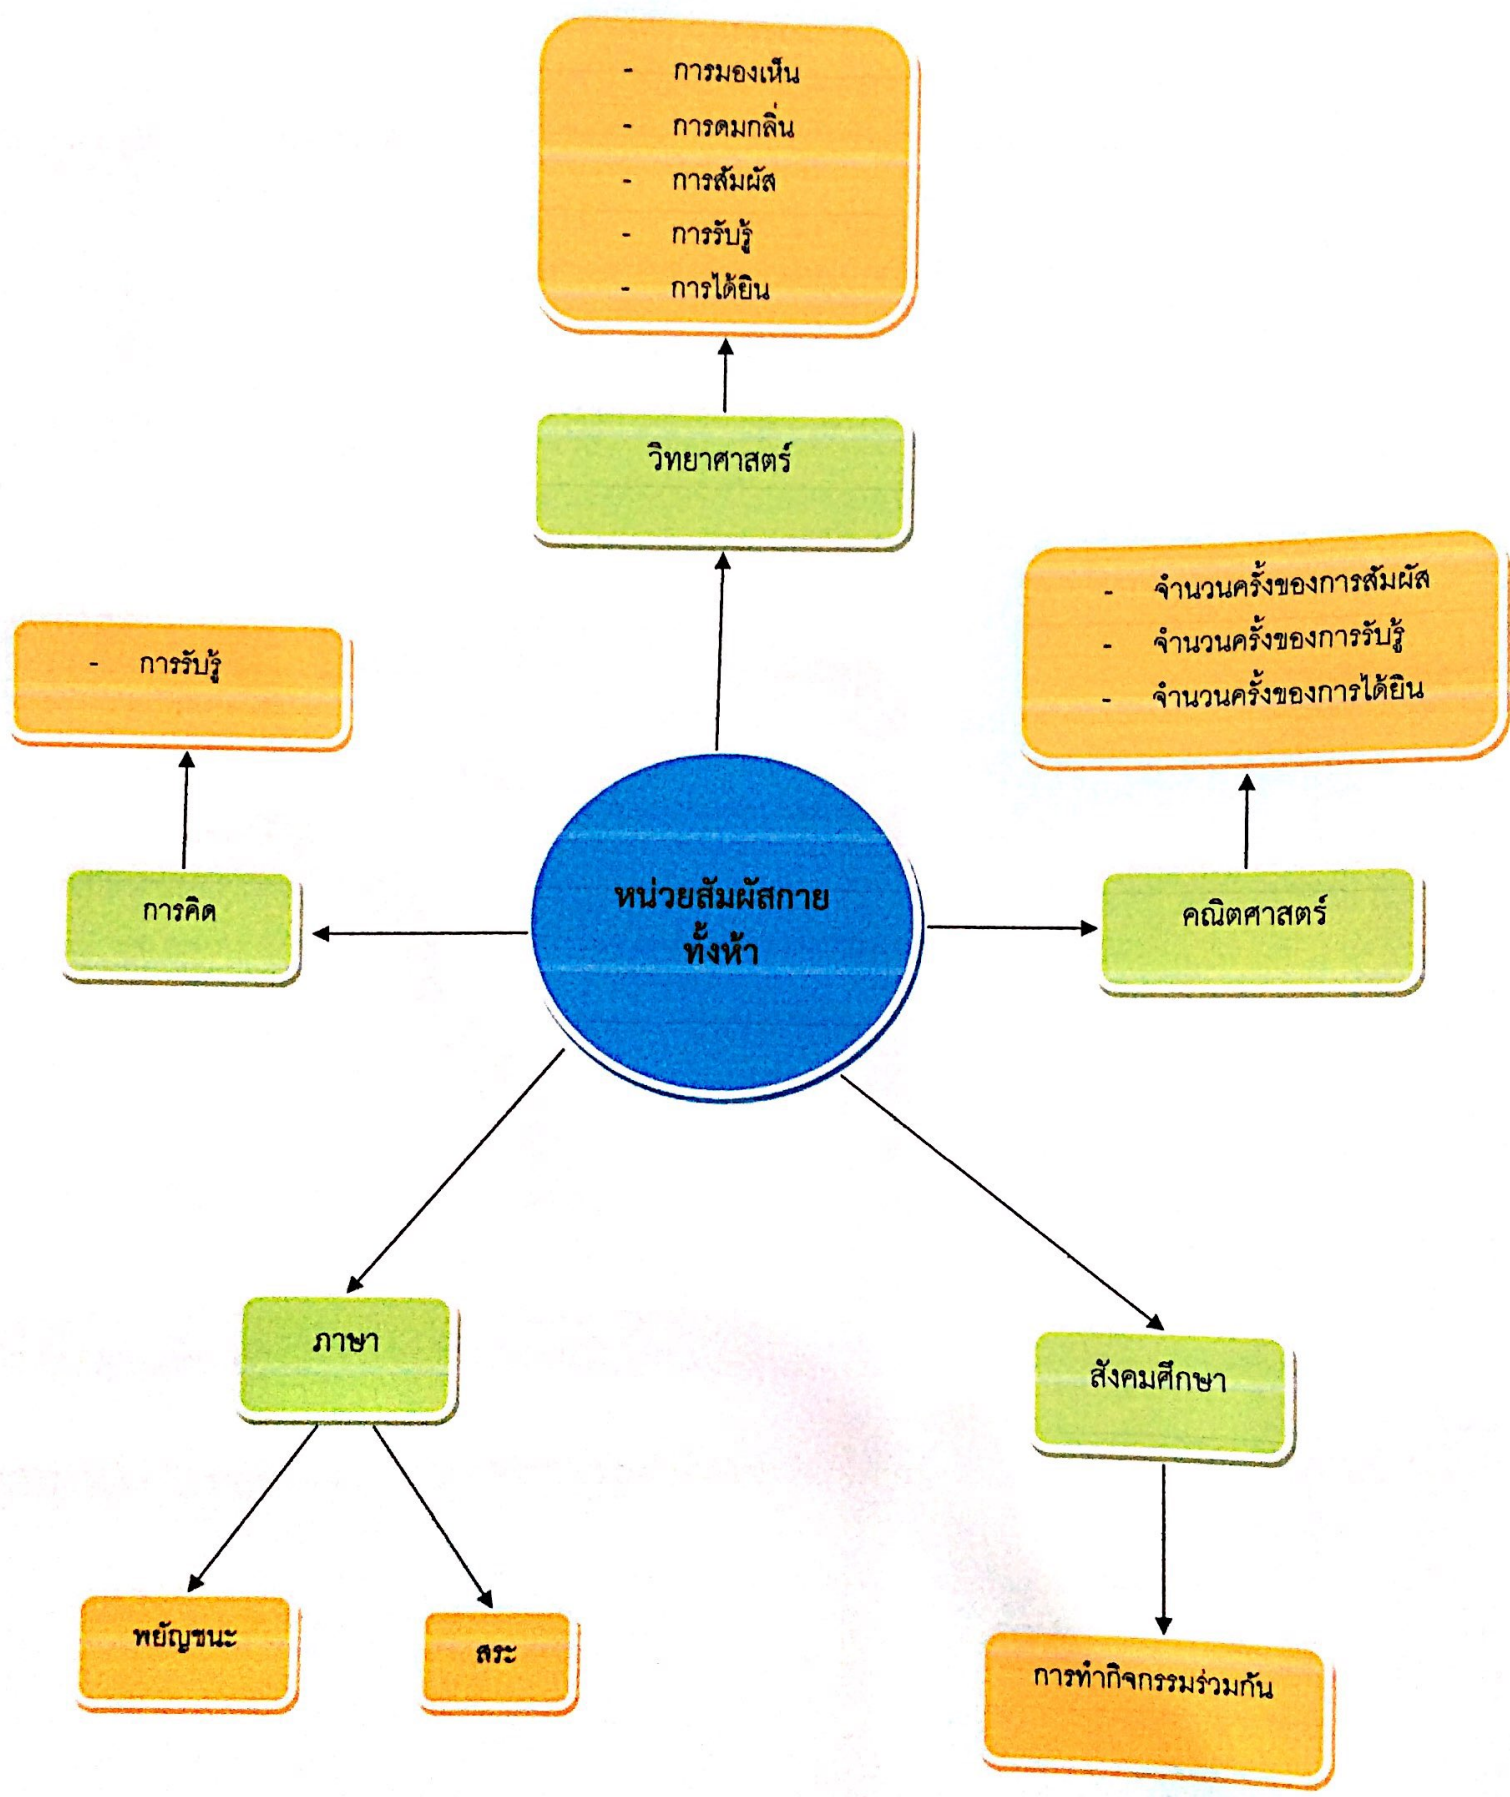 - การมองเห็น
- การดมกลิ่น
- การสัมผัส
- การรับรู้
- การได้ยิน
วิทยาศาสตร์
- จำนวนครั้งของการสัมผัส
- จำนวนครั้งของการรับรู้
- จำนวนครั้งของการได้ยิน
- การรับรู้
การคิด
หน่วยสัมผัสกาย
ทั้งห้า
คณิตศาสตร์
ภาษา
สังคมศึกษา
พยัญชนะ
สระ
การทำกิจกรรมร่วมกัน